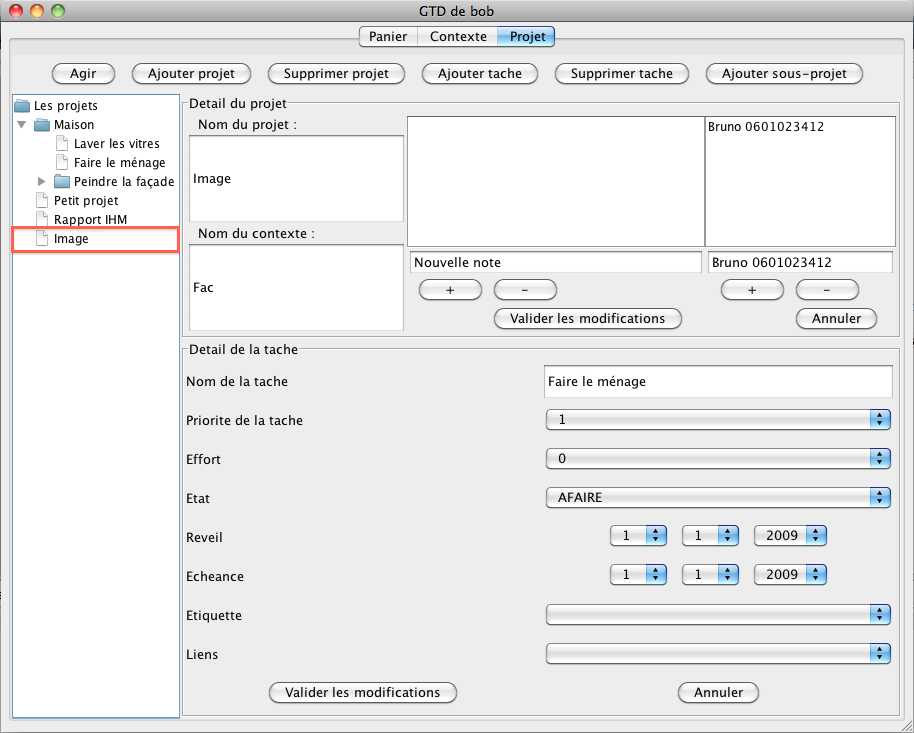 GTD de bob
Panier Contexte Projet
Agir Ajouter projet Supprimer projet Ajouter tache Supprimer tache Ajouter sous-projet
Les projets
Maison
Laver les vitres
Faire le ménage
Peindre la façade
Petit projet
Rapport IHM
Image
Detail du projet
Nom du projet :
Image
Nom du contexte :
Fac
Bruno 0601023412
Nouvelle note
Bruno 0601023412
+ - + -
Valider les modifications Annuler
Detail de la tache
Nom de la tache Faire le ménage
Priorite de la tache 1
Effort 0
Etat AFAIRE
Reveil 1 1 2009
Echeance 1 1 2009
Etiquette
Liens
Valider les modifications Annuler